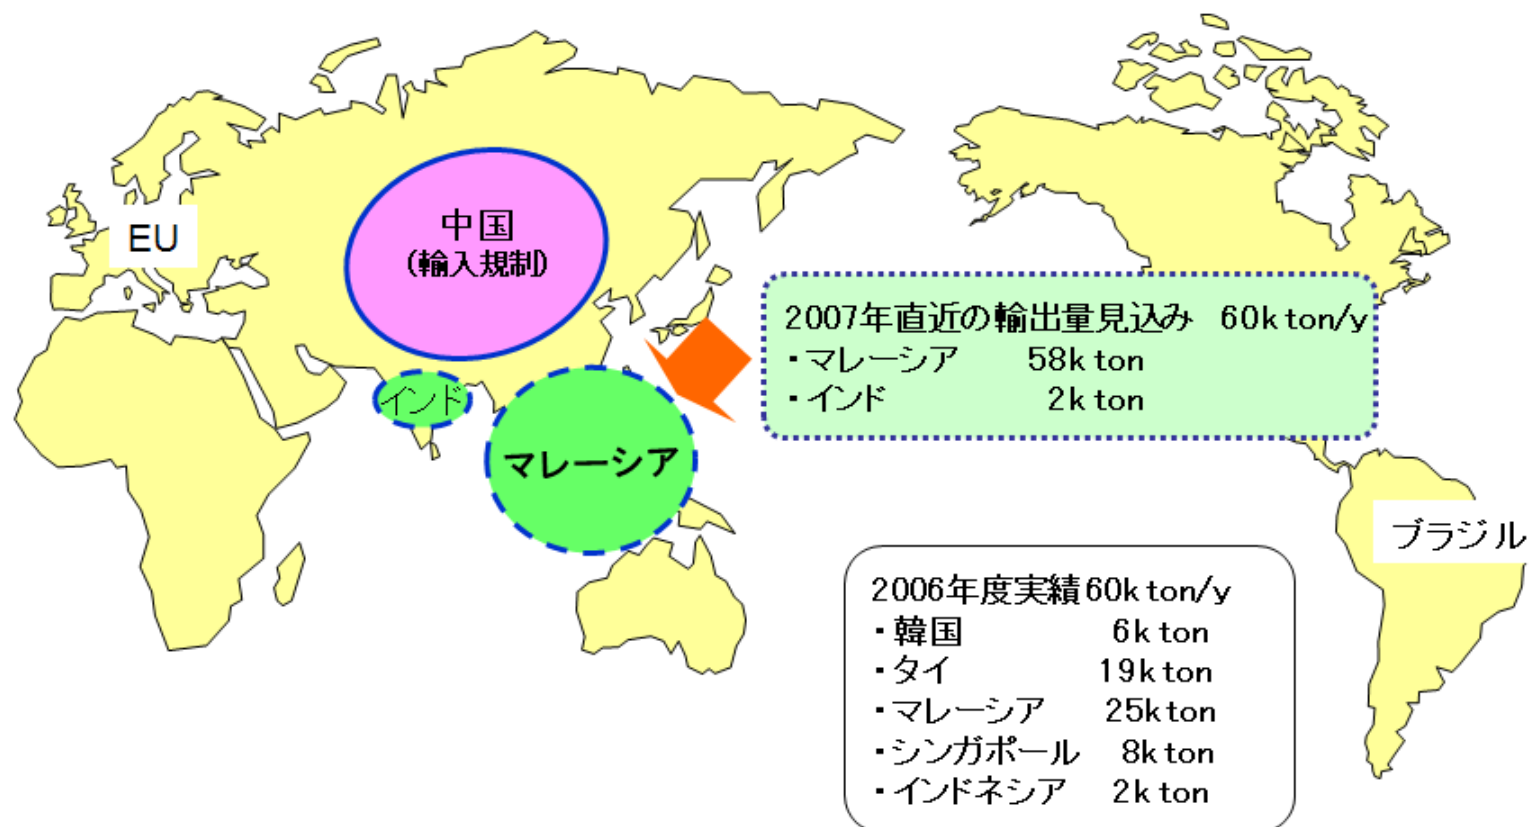 EU
中国
(輸入規制)
インド
マレーシア
2007年直近の輸出量見込み 60k ton/y
・マレーシア 58k ton
・インド 2k ton
ブラジル
2006年度実績60k ton/y
・韓国 6k ton
・タイ 19k ton
・マレーシア 25k ton
・シンガポール 8k ton
・インドネシア 2k ton